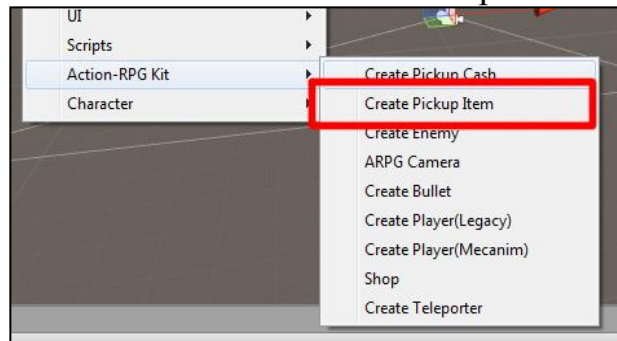 UI
Scripts
Action-RPG Kit
Character
Create Pickup Cash
Create Pickup Item
Create Enemy
ARPG Camera
Create Bullet
Create Player(Legacy)
Create Player(Mecanim)
Shop
Create Teleporter